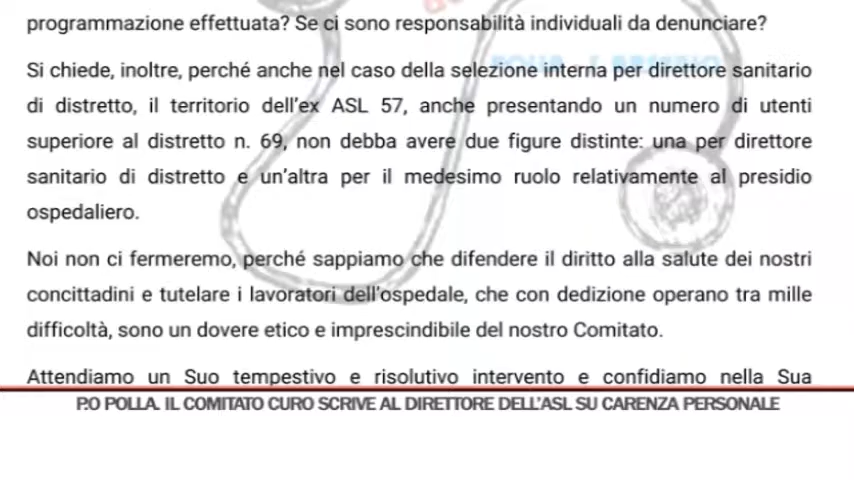 programmazione effettuata? Se ci sono responsabilità individuali da denunciare?
Si chiede, inoltre, perché anche nel caso della selezione interna per direttore sanitario
di distretto, il territorio dell'ex ASL 57, anche presentando un numero di utenti
superiore al distretto n. 69, non debba avere due figure distinte: una per direttore
sanitario di distretto e un'altra per il medesimo ruolo relativamente al presidio
ospedaliero.
Noi non ci fermeremo, perché sappiamo che difendere il diritto alla salute dei nostri
concittadini e tutelare i lavoratori dell'ospedale, che con dedizione operano tra mille
difficoltà, sono un dovere etico e imprescindibile del nostro Comitato.
Attendiamo un Suo tempestivo e risolutivo intervento e confidiamo nella Sua
P.O POLLA. IL COMITATO CURO SCRIVE AL DIRETTORE DELL'ASL SU CARENZA PERSONALE